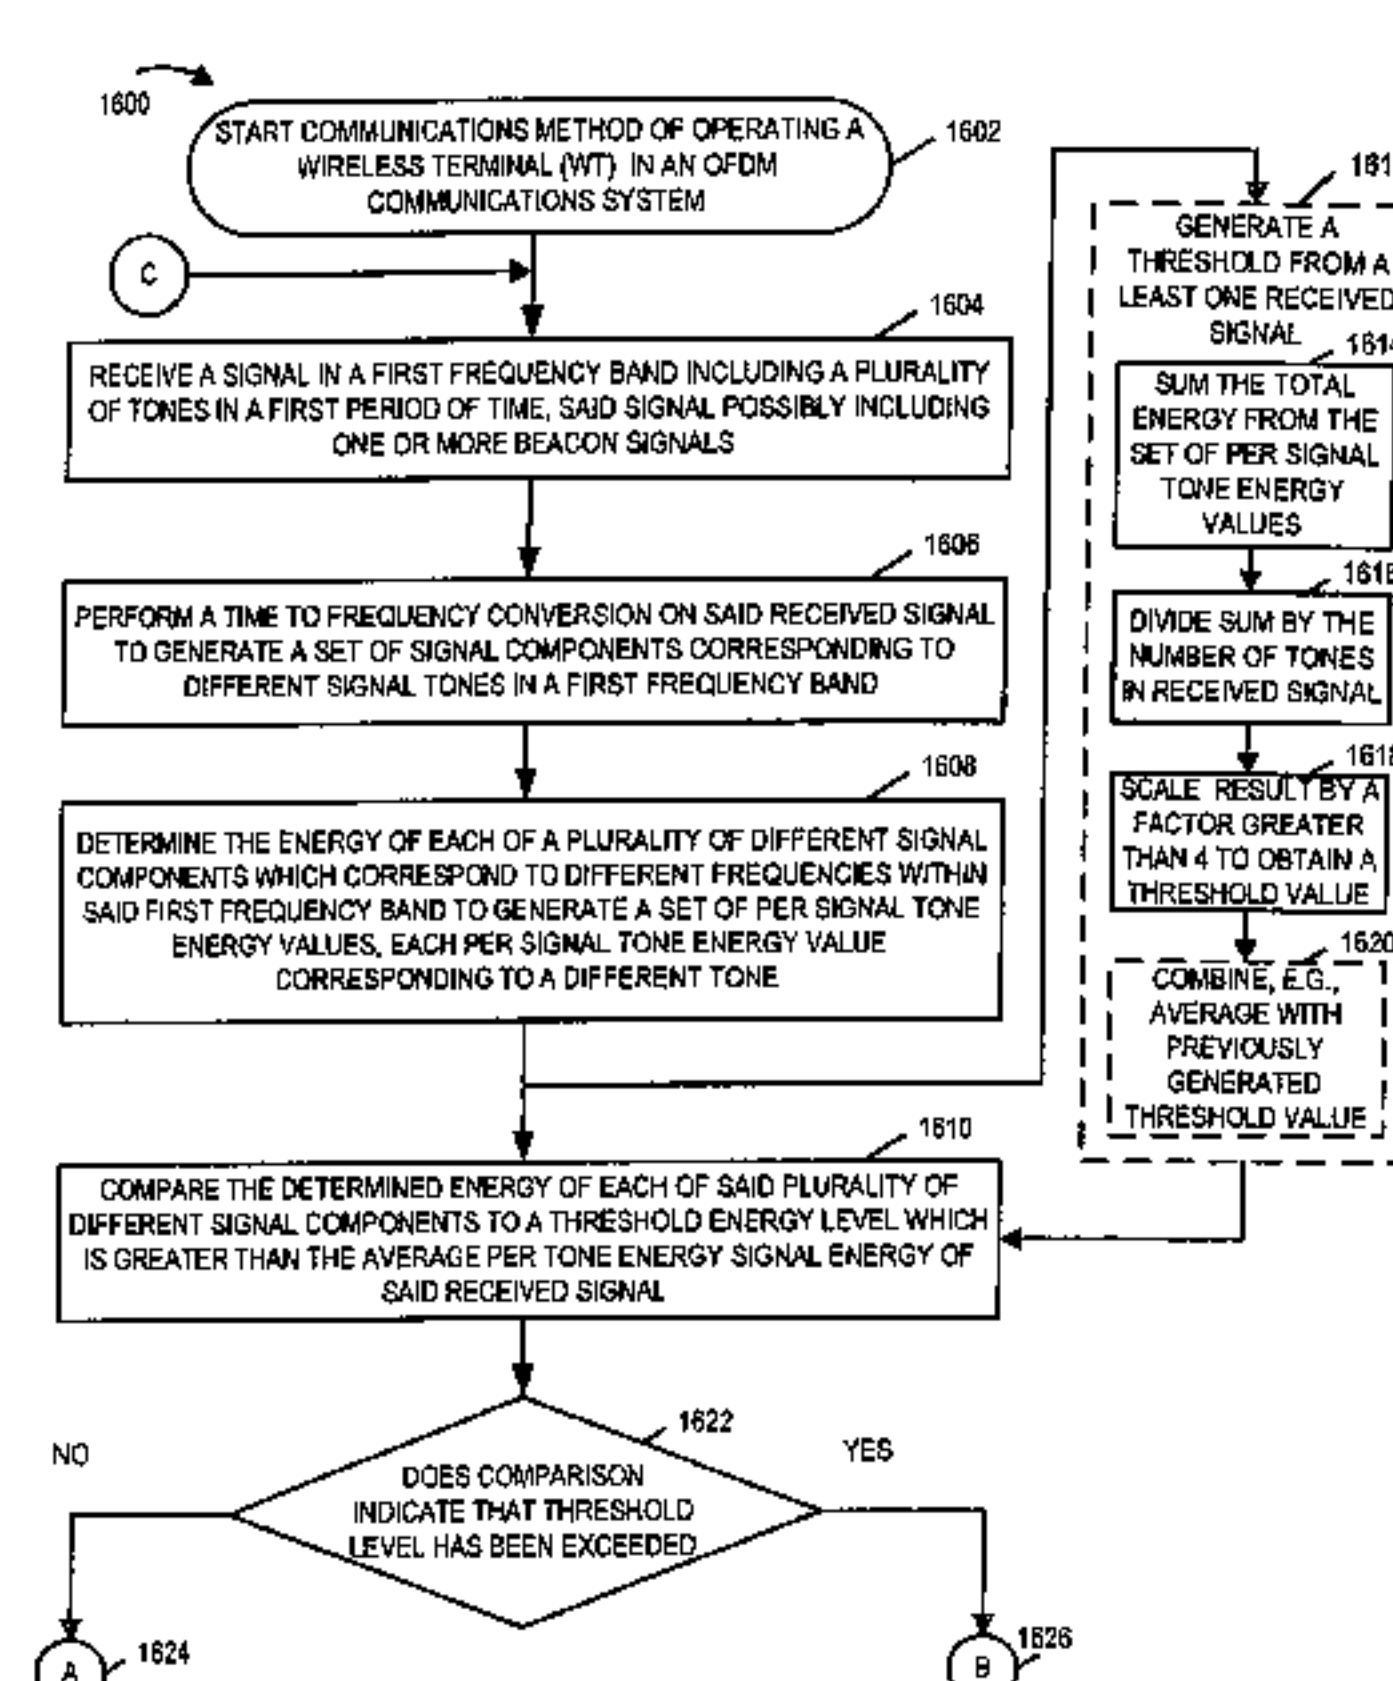 1600
START COMMUNICATIONS METHOD OF OPERATING A
WIRELESS TERMINAL (WT) IN AN OFDM
COMMUNICATIONS SYSTEM
1602
C
1604
RECEIVE A SIGNAL IN A FIRST FREQUENCY BAND INCLUDING A PLURALITY
OF TONES IN A FIRST PERIOD OF TIME, SAID SIGNAL POSSIBLY INCLUDING
ONE OR MORE BEACON SIGNALS
1606
PERFORM A TIME TO FREQUENCY CONVERSION ON SAID RECEIVED SIGNAL
TO GENERATE A SET OF SIGNAL COMPONENTS CORRESPONDING TO
DIFFERENT SIGNAL TONES IN A FIRST FREQUENCY BAND
1608
DETERMINE THE ENERGY OF EACH OF A PLURALITY OF DIFFERENT SIGNAL
COMPONENTS WHICH CORRESPOND TO DIFFERENT FREQUENCIES WITHIN
SAID FIRST FREQUENCY BAND TO GENERATE A SET OF PER SIGNAL TONE
ENERGY VALUES, EACH PER SIGNAL TONE ENERGY VALUE
CORRESPONDING TO A DIFFERENT TONE
1610
COMPARE THE DETERMINED ENERGY OF EACH OF SAID PLURALITY OF
DIFFERENT SIGNAL COMPONENTS TO A THRESHOLD ENERGY LEVEL WHICH
IS GREATER THAN THE AVERAGE PER TONE ENERGY SIGNAL ENERGY OF
SAID RECEIVED SIGNAL
1622
NO
YES
DOES COMPARISON
INDICATE THAT THRESHOLD
LEVEL HAS BEEN EXCEEDED
A
1624
B
1626
GENERATE A
THRESHOLD FROM A
LEAST ONE RECEIVED
SIGNAL
1614
SUM THE TOTAL
ENERGY FROM THE
SET OF PER SIGNAL
TONE ENERGY
VALUES
1616
DIVIDE SUM BY THE
NUMBER OF TONES
IN RECEIVED SIGNAL
1618
SCALE RESULT BY A
FACTOR GREATER
THAN 4 TO OBTAIN A
THRESHOLD VALUE
1620
COMBINE, E.G.,
AVERAGE WITH
PREVIOUSLY
GENERATED
THRESHOLD VALUE